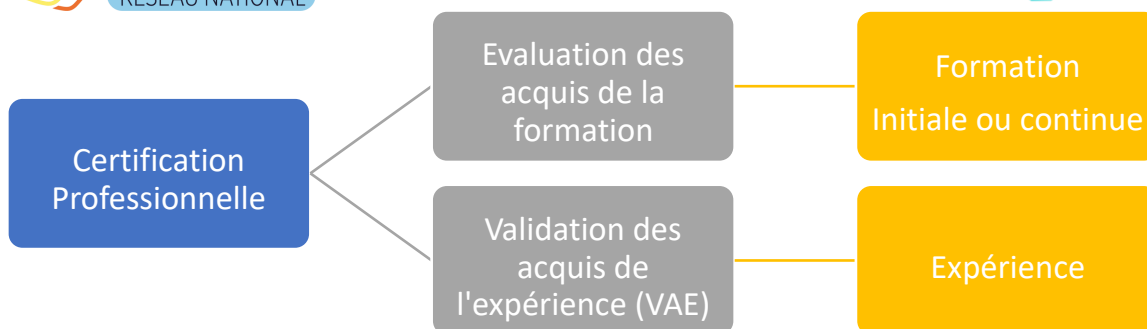 RESEAU NATIONAL
Certification
Professionnelle
Evaluation des
acquis de la
formation
Formation
Initiale ou continue
Validation des
acquis de
l'expérience (VAE)
Expérience